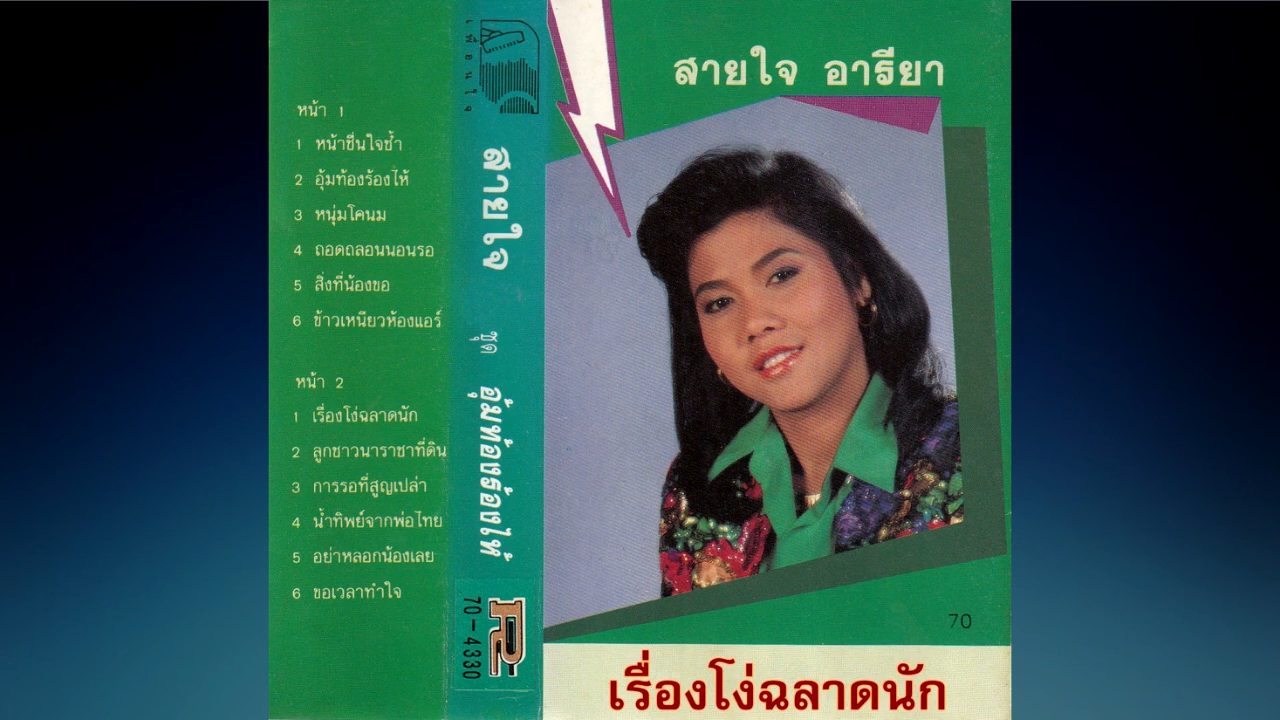 หน้า 1
1 หน้าชื่นใจช้ำ
2 อุ้มท้องร้องไห้
3 หนุ่มโคนม
4 ถอดถลอนนอนรอ
5 สิ่งที่น้องขอ
6 ข้าวเหนียวห้องแอร์
หน้า 2
1 เรื่องโง่ฉลาดนัก
2 ลูกชาวนาราชาที่ดิน
3 การรอที่สูญเปล่า
4 น้ำทิพย์จากพ่อไทย
5 อย่าหลอกน้องเลย
6 ขอเวลาทำใจ
เพื่อนใจ
สายใจ ชุด อุ้มท้องร้องไห้
70-4330
สายใจ อารียา
70
เรื่องโง่ฉลาดนัก